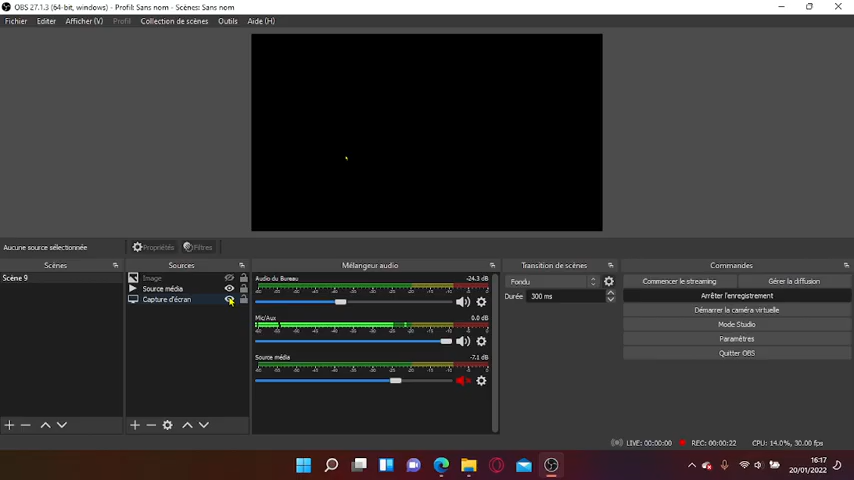 OBS 27.1.3 (64-bit, windows) - Profil: Sans nom - Scènes: Sans nom
Fichier Editer Afficher (V) Profil Collection de scènes Outils Aide (H)
Aucune source sélectionnée Propriétés Filtres
Scènes Sources Mélangeur audio Transition de scènes Commandes
Scène 9
Image
Source média
Capture d'écran
Audio du Bureau -24.3 dB
Mic/Aux 0.0 dB
Source média -7.1 dB
Fondu
Durée 300 ms
Commencer le streaming Gérer la diffusion
Arrêter l'enregistrement
Démarrer la caméra virtuelle
Mode Studio
Paramètres
Quitter OBS
LIVE: 00:00:00 REC: 00:00:22 CPU: 14.0%, 30.00 fps
16:17
20/01/2022